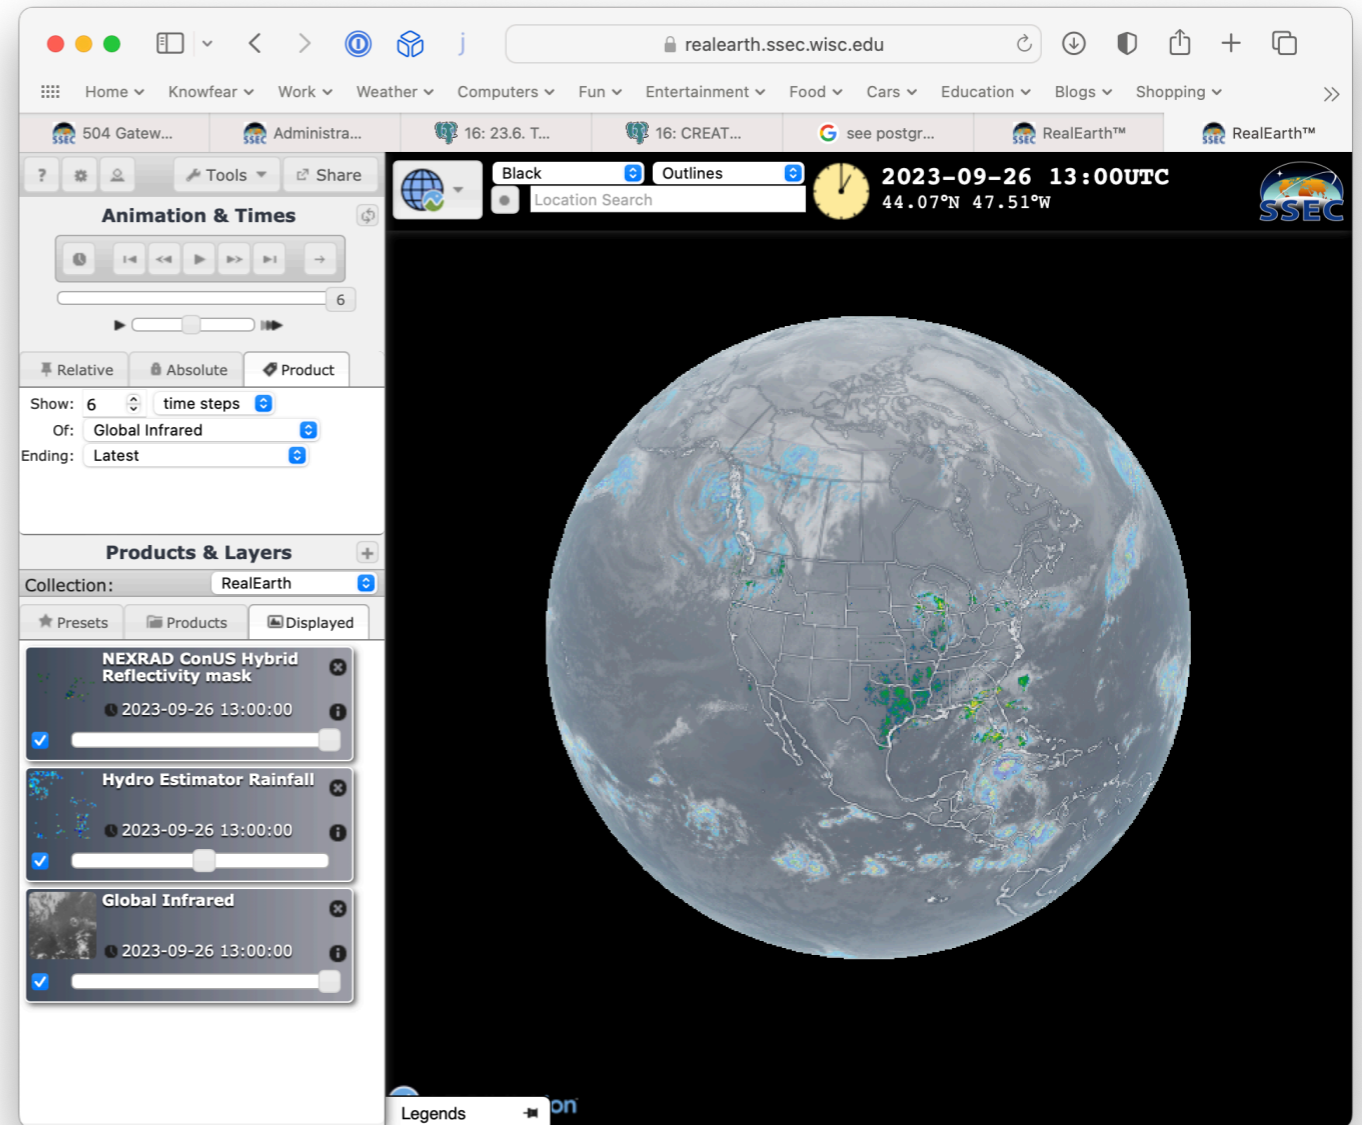 realearth.ssec.wisc.edu
Home Knowfear Work Weather Computers Fun Entertainment Food Cars Education Blogs Shopping
504 Gatew... Administra... 16: 23.6. T... 16: CREAT... see postgr... RealEarth™ RealEarth™
? Tools Share
Black Outlines
Location Search
2023-09-26 13:00UTC
44.07°N 47.51°W
SSEC
Animation & Times
6
Relative Absolute Product
Show: 6 time steps
Of: Global Infrared
Ending: Latest
Products & Layers
Collection: RealEarth
Presets Products Displayed
NEXRAD ConUS Hybrid
Reflectivity mask
2023-09-26 13:00:00
Hydro Estimator Rainfall
2023-09-26 13:00:00
Global Infrared
2023-09-26 13:00:00
Legends